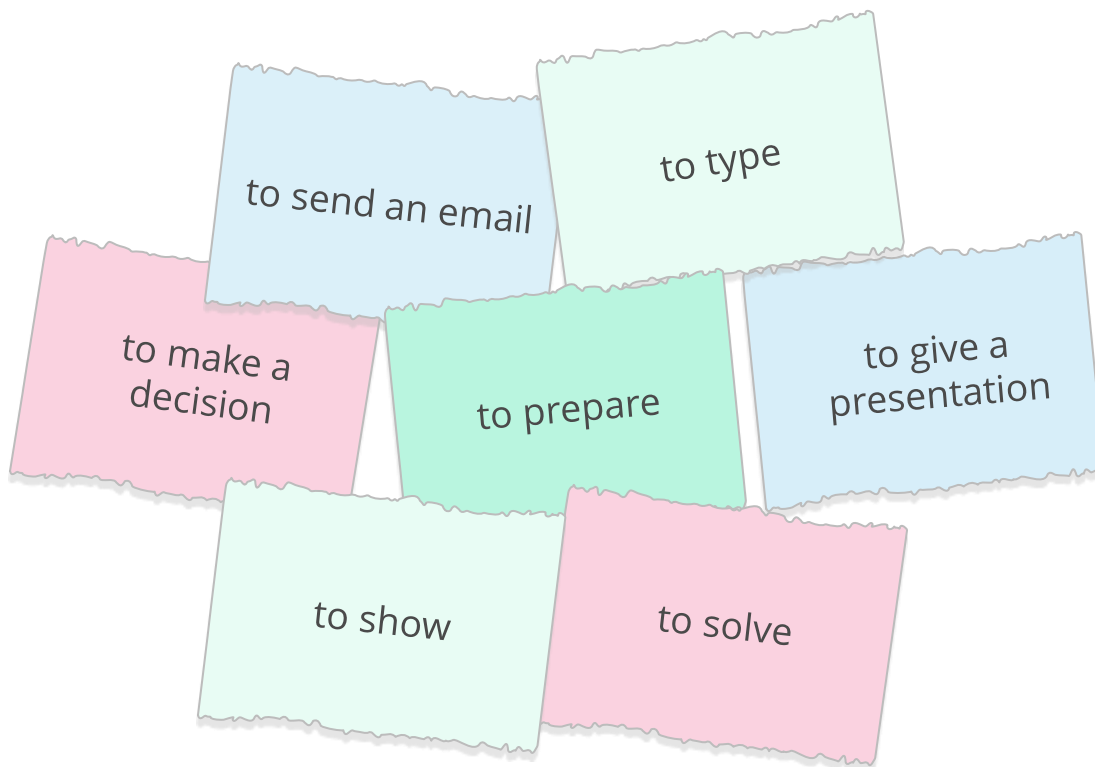 to type
to send an email
to make a
decision
to prepare
to give a
presentation
to show
to solve